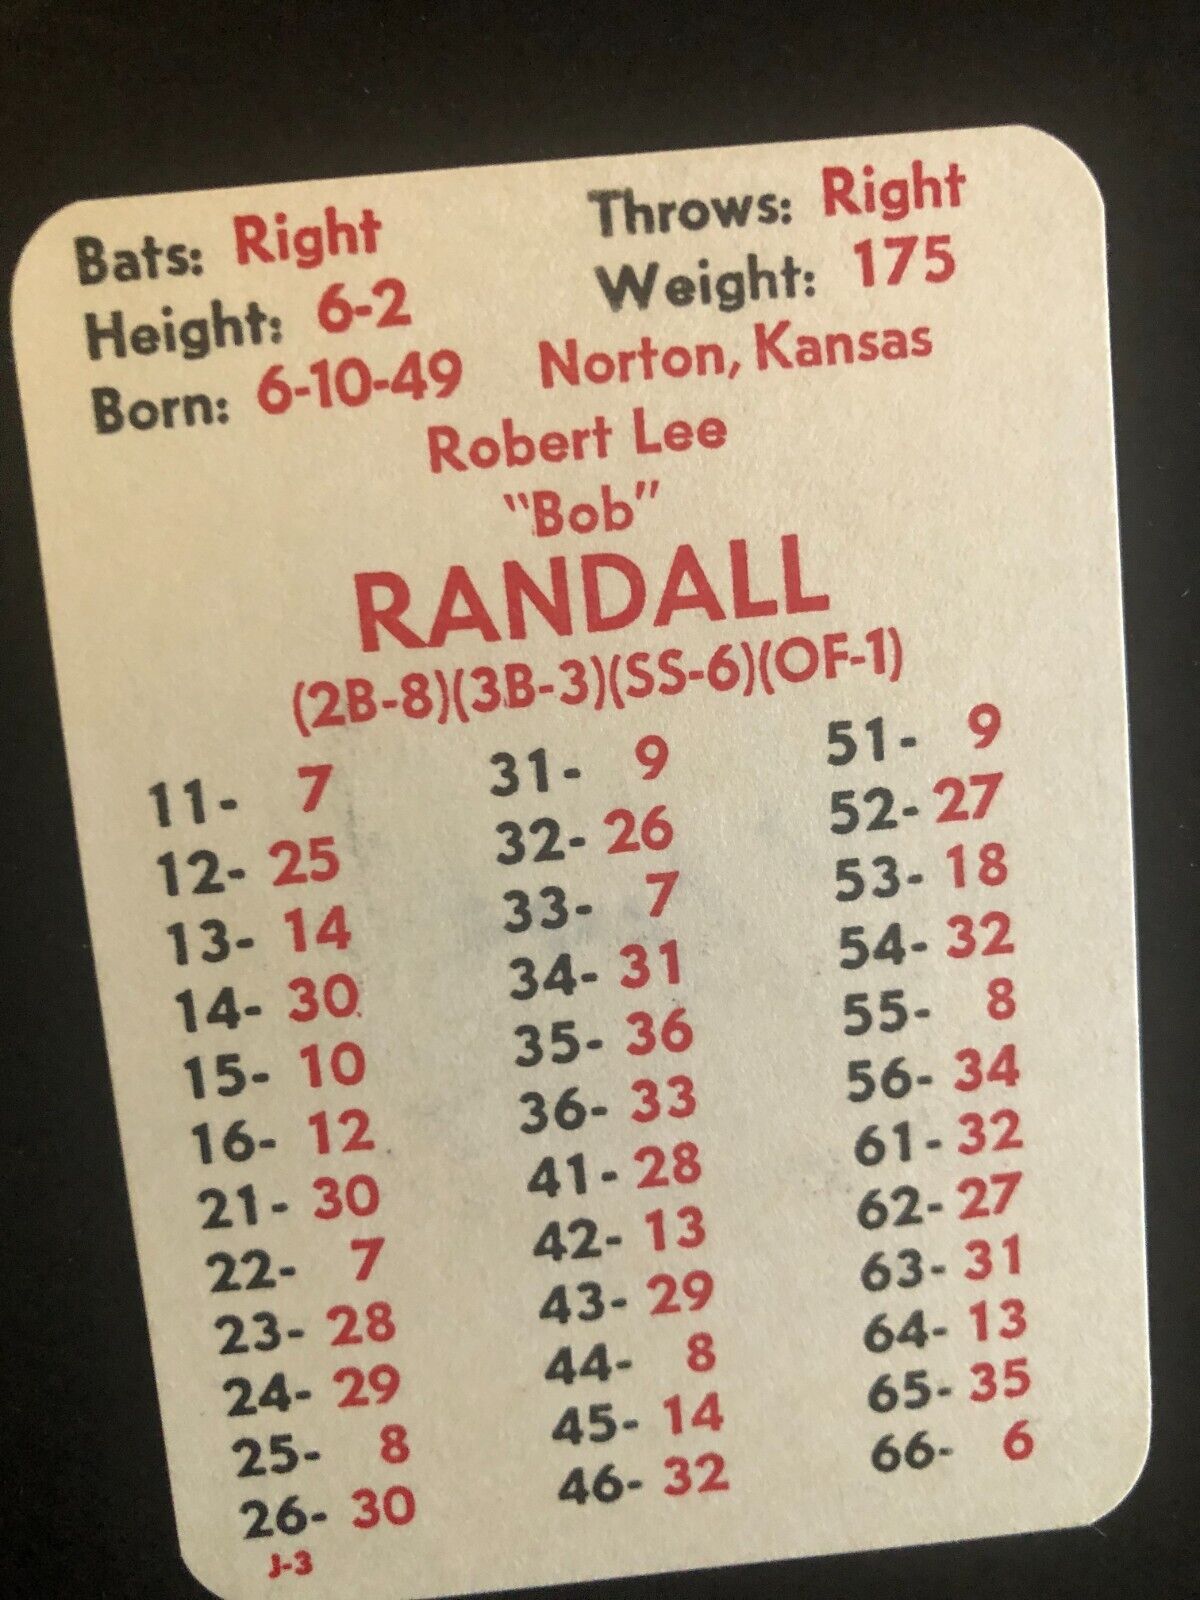 Bats: Right Throws: Right
Height: 6-2 Weight: 175
Born: 6-10-49 Norton, Kansas
Robert Lee
"Bob"
RANDALL
(2B-8)(3B-3)(SS-6)(OF-1)
11- 7 31- 9 51- 9
12- 25 32- 26 52- 27
13- 14 33- 7 53- 18
14- 30 34- 31 54- 32
15- 10 35- 36 55- 8
16- 12 36- 33 56- 34
21- 30 41- 28 61- 32
22- 7 42- 13 62- 27
23- 28 43- 29 63- 31
24- 29 44- 8 64- 13
25- 8 45- 14 65- 35
26- 30 46- 32 66- 6
J-3